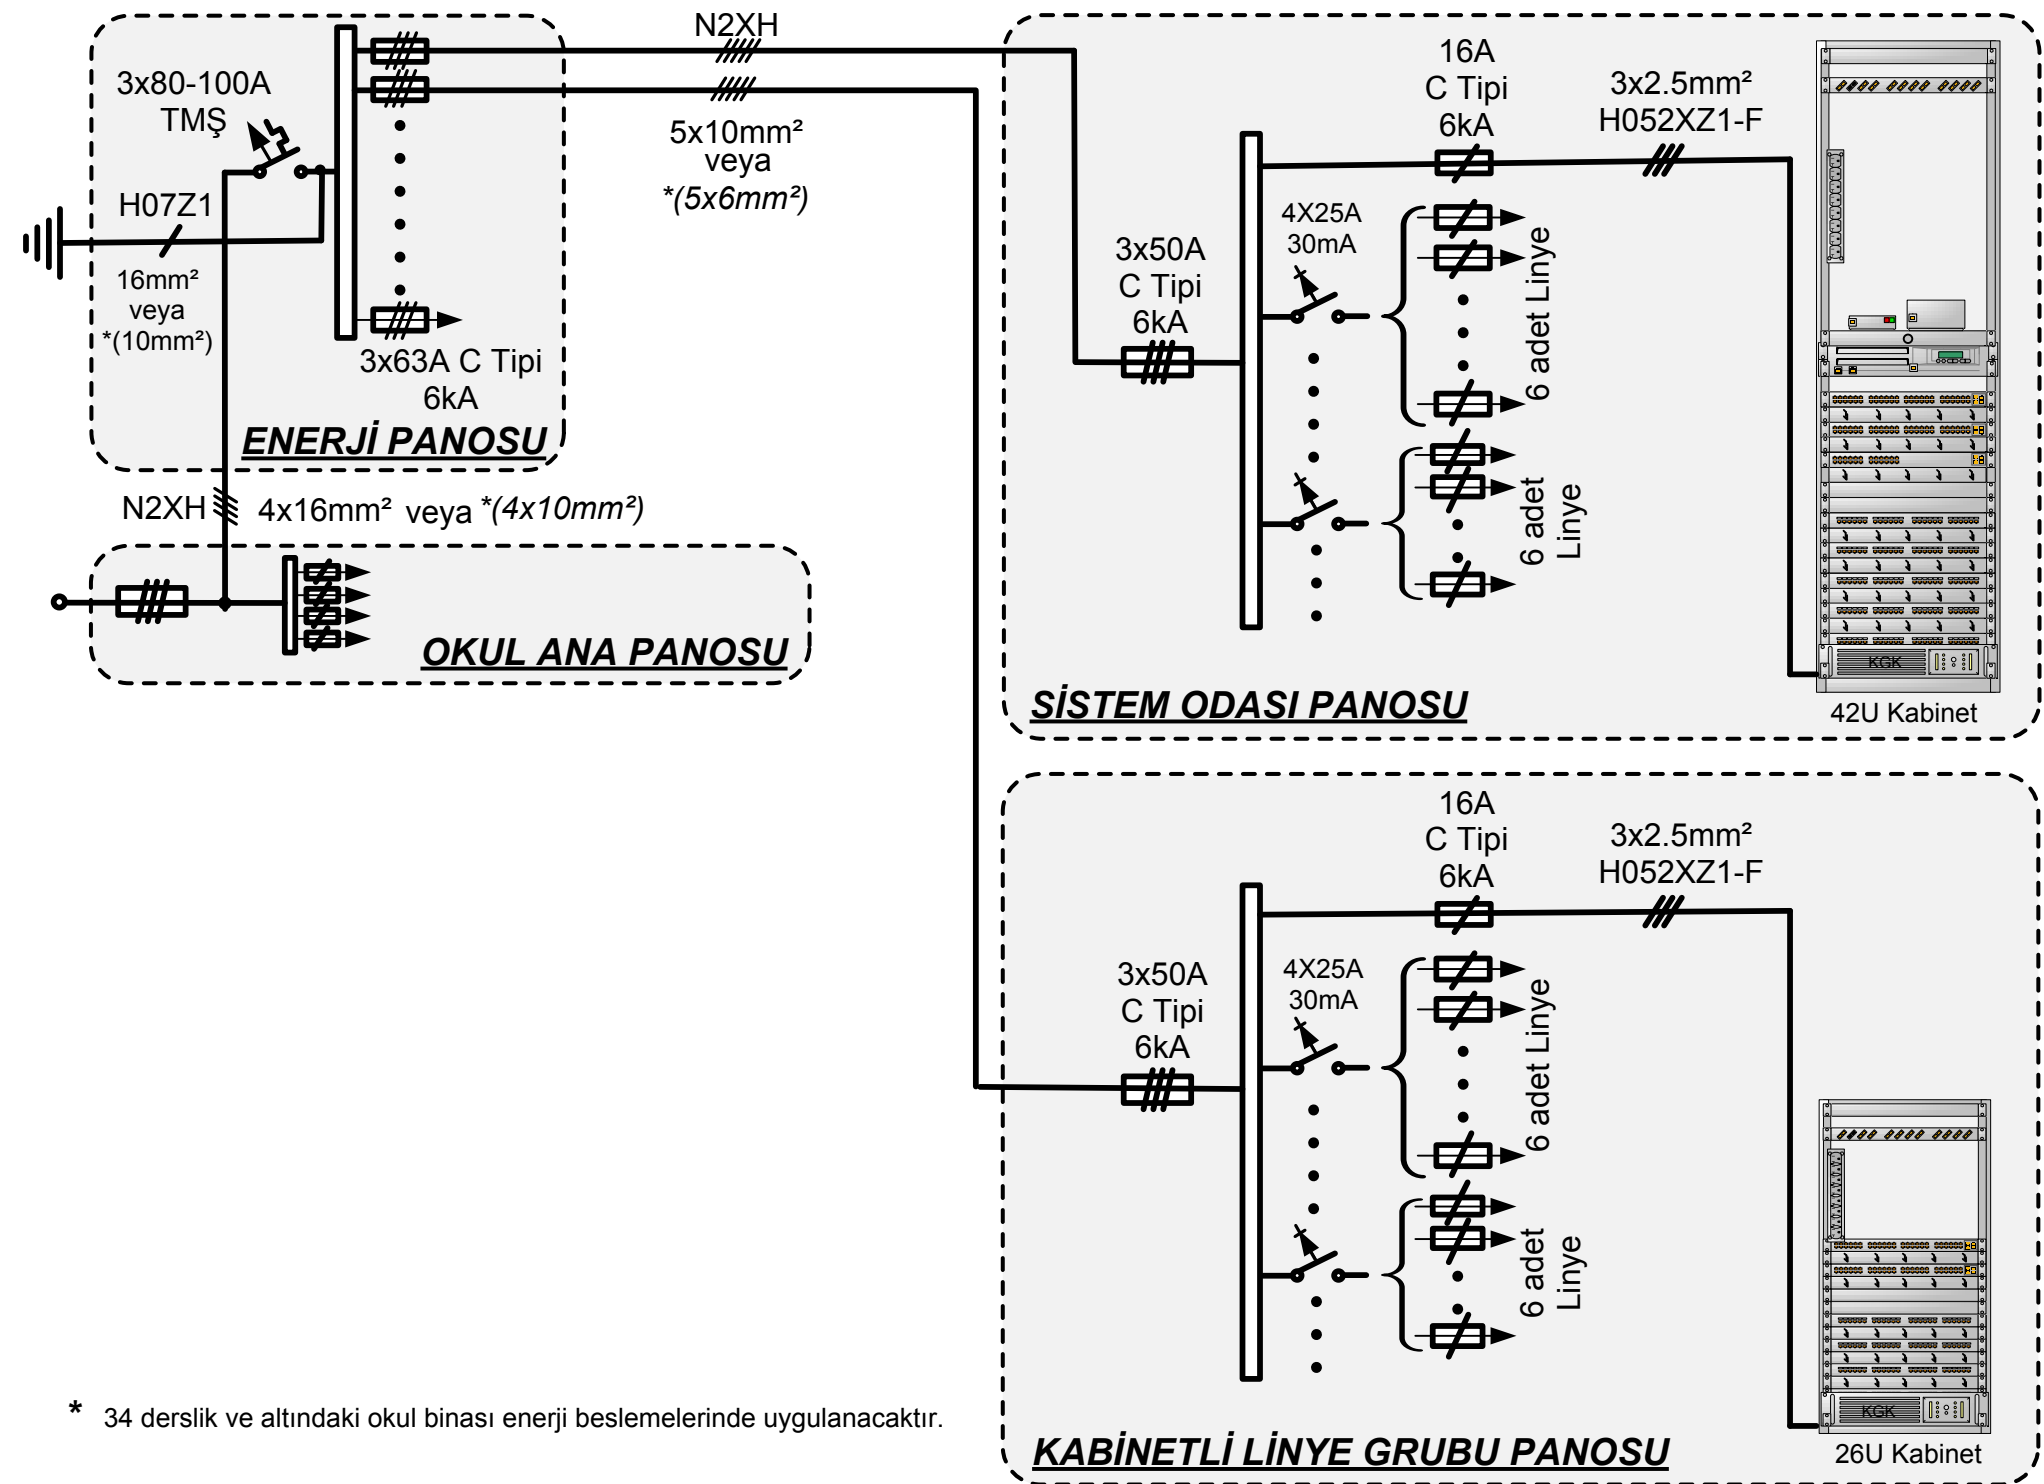 3x80-100A
TMŞ
H07Z1
16mm²
veya
*(10mm²)
3x63A C Tipi
6kA
ENERJİ PANOSU
N2XH
5x10mm²
veya
*(5x6mm²)
N2XH
4x16mm² veya *(4x10mm²)
OKUL ANA PANOSU
16A
C Tipi
6kA
3x2.5mm²
H052XZ1-F
4X25A
30mA
3x50A
C Tipi
6kA
6 adet Linye
6 adet
Linye
KGK
42U Kabinet
SİSTEM ODASI PANOSU
16A
C Tipi
6kA
3x2.5mm²
H052XZ1-F
4X25A
30mA
3x50A
C Tipi
6kA
6 adet Linye
6 adet
Linye
KGK
26U Kabinet
KABİNETLİ LİNYE GRUBU PANOSU
* 34 derslik ve altındaki okul binası enerji beslemelerinde uygulanacaktır.